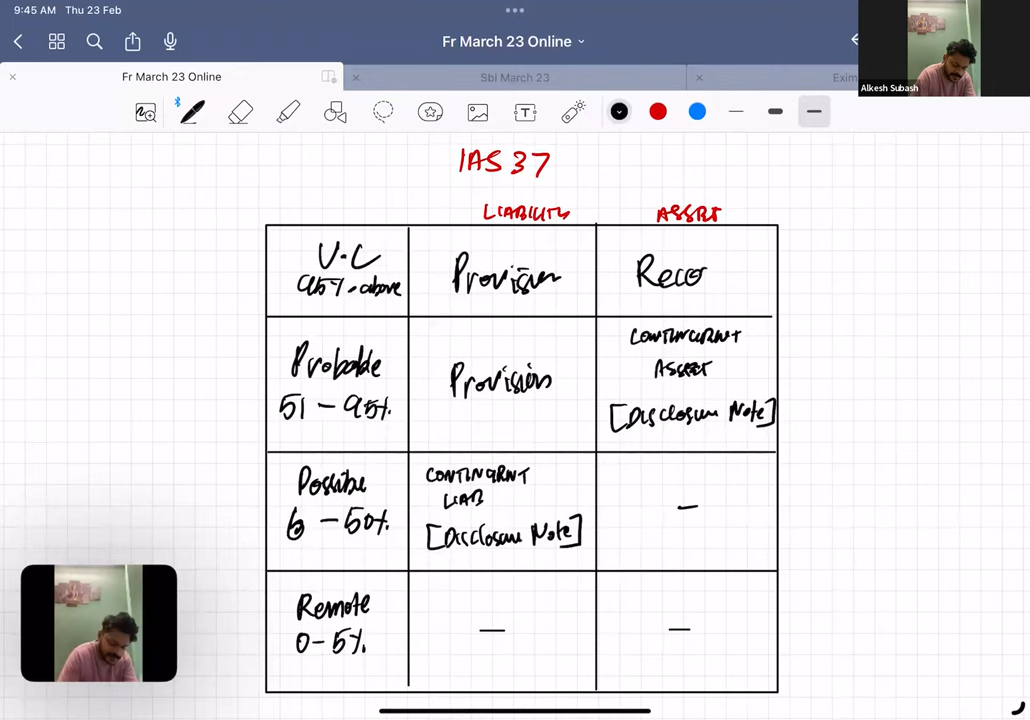 9:45 AM Thu 23 Feb
Fr March 23 Online
Fr March 23 Online
Sbl March 23
Exim
Alkesh Subash
IAS 37
LIABILITY ASSET
V.C
95% - above
Provision
Reco
Probable
51 - 95%
Provision
CONTINGENT
ASSET
[Disclosure Note]
Possible
6 - 50%
CONTINGENT
LIAB
[Disclosure Note]
-
Remote
0 - 5%
-
-